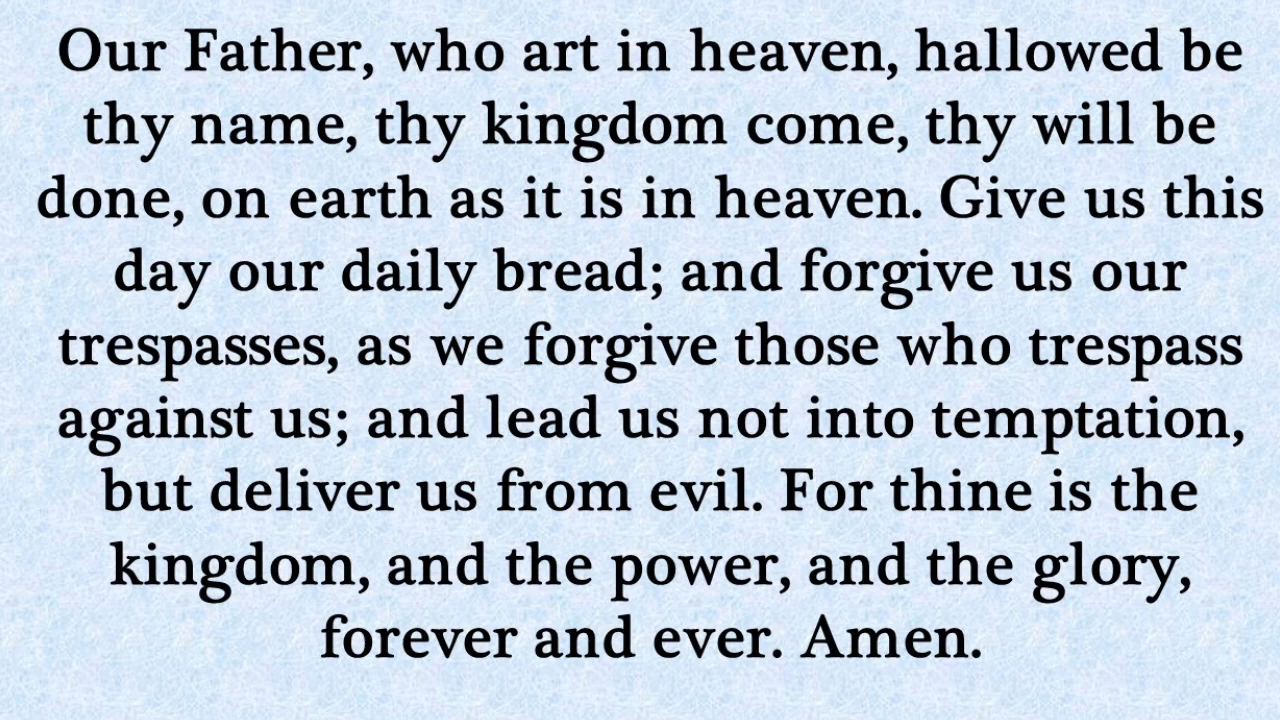 Our Father, who art in heaven, hallowed be
thy name, thy kingdom come, thy will be
done, on earth as it is in heaven. Give us this
day our daily bread; and forgive us our
trespasses, as we forgive those who trespass
against us; and lead us not into temptation,
but deliver us from evil. For thine is the
kingdom, and the power, and the glory,
forever and ever. Amen.